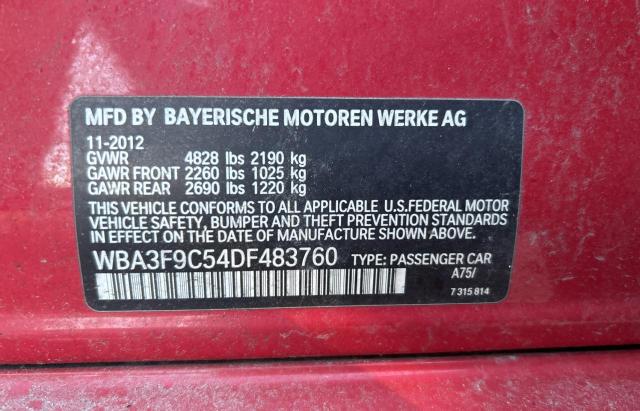 MFD BY BAYERISCHE MOTOREN WERKE AG
11-2012
GVWR 4828 lbs 2190 kg
GAWR FRONT 2260 lbs 1025 kg
GAWR REAR 2690 lbs 1220 kg
THIS VEHICLE CONFORMS TO ALL APPLICABLE U.S.FEDERAL MOTOR
VEHICLE SAFETY, BUMPER AND THEFT PREVENTION STANDARDS
IN EFFECT ON THE DATE OF MANUFACTURE SHOWN ABOVE.
WBA3F9C54DF483760 TYPE: PASSENGER CAR
A75/
7 315 814